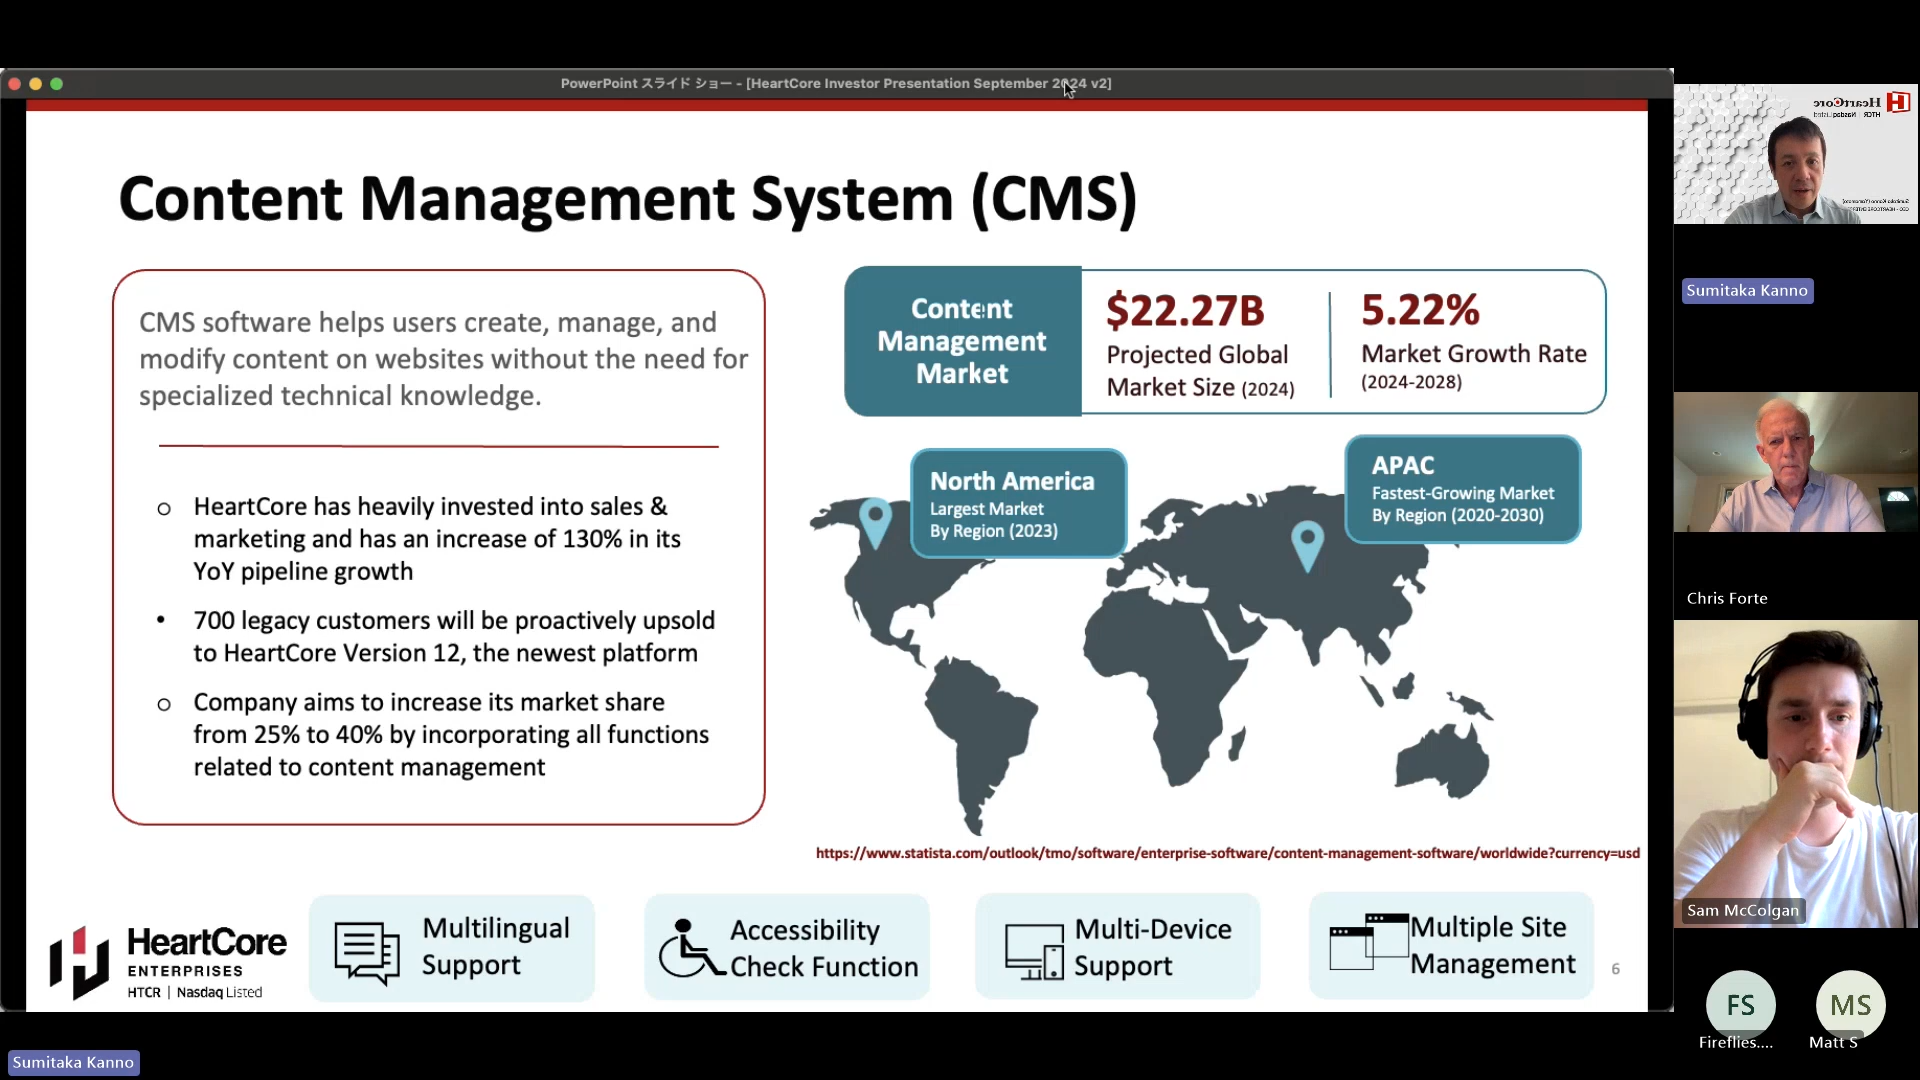 PowerPoint スライド ショー - [HeartCore Investor Presentation September 2024 v2]
Content Management System (CMS)
CMS software helps users create, manage, and
modify content on websites without the need for
specialized technical knowledge.
HeartCore has heavily invested into sales &
marketing and has an increase of 130% in its
YoY pipeline growth
• 700 legacy customers will be proactively upsold
to HeartCore Version 12, the newest platform
Company aims to increase its market share
from 25% to 40% by incorporating all functions
related to content management
Content
Management
Market
$22.27B
Projected Global
Market Size (2024)
5.22%
Market Growth Rate
(2024-2028)
North America
Largest Market
By Region (2023)
APAC
Fastest-Growing Market
By Region (2020-2030)
https://www.statista.com/outlook/tmo/software/enterprise-software/content-management-software/worldwide?currency=usd
HeartCore
ENTERPRISES
HTCR | Nasdaq Listed
Multilingual
Support
Accessibility
Check Function
Multi-Device
Support
Multiple Site
Management
6
Sumitaka Kanno
HeartCore
HTCR | Nasdaq Listed
Sumitaka Kanno
Chris Forte
Sam McColgan
FS
Fireflies....
MS
Matt S